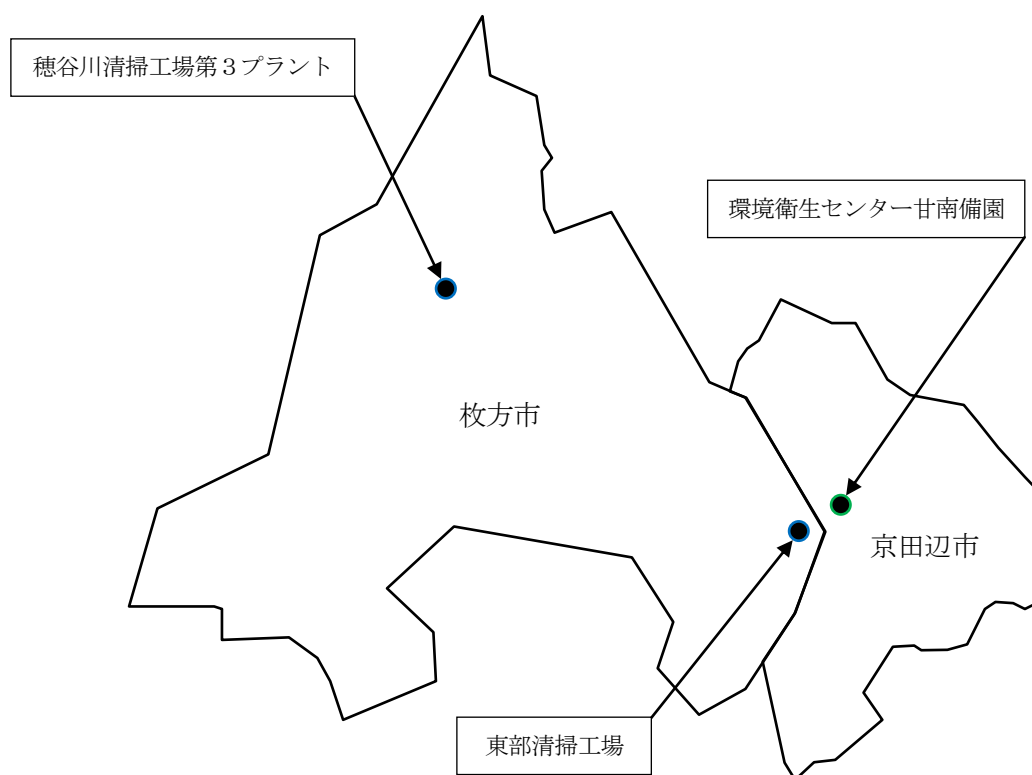 穂谷川清掃工場第３プラント
環境衛生センター甘南備園
枚方市
京田辺市
東部清掃工場